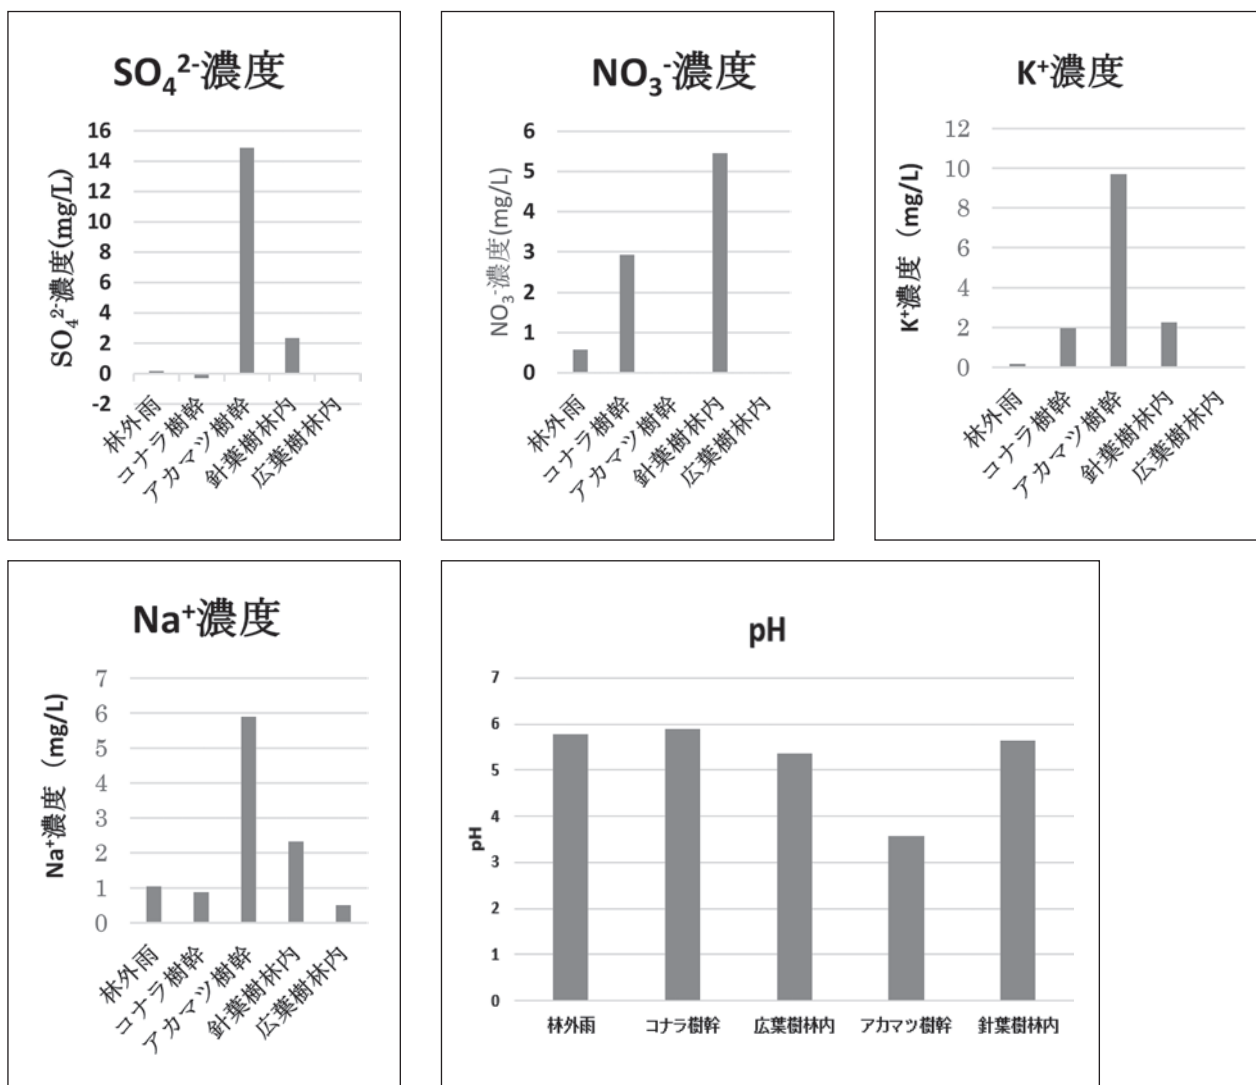 SO₄²⁻濃度
SO₄²⁻濃度(mg/L)
16
14
12
10
8
6
4
2
0
-2
林外雨
コナラ樹幹
アカマツ樹幹
針葉樹林内
広葉樹林内
NO₃⁻濃度
NO₃⁻濃度(mg/L)
6
5
4
3
2
1
0
林外雨
コナラ樹幹
アカマツ樹幹
針葉樹林内
広葉樹林内
K⁺濃度
K⁺濃度（mg/L)
12
10
8
6
4
2
0
林外雨
コナラ樹幹
アカマツ樹幹
針葉樹林内
広葉樹林内
Na⁺濃度
Na⁺濃度（mg/L)
7
6
5
4
3
2
1
0
林外雨
コナラ樹幹
アカマツ樹幹
針葉樹林内
広葉樹林内
pH
pH
7
6
5
4
3
2
1
0
林外雨 コナラ樹幹 広葉樹林内 アカマツ樹幹 針葉樹林内